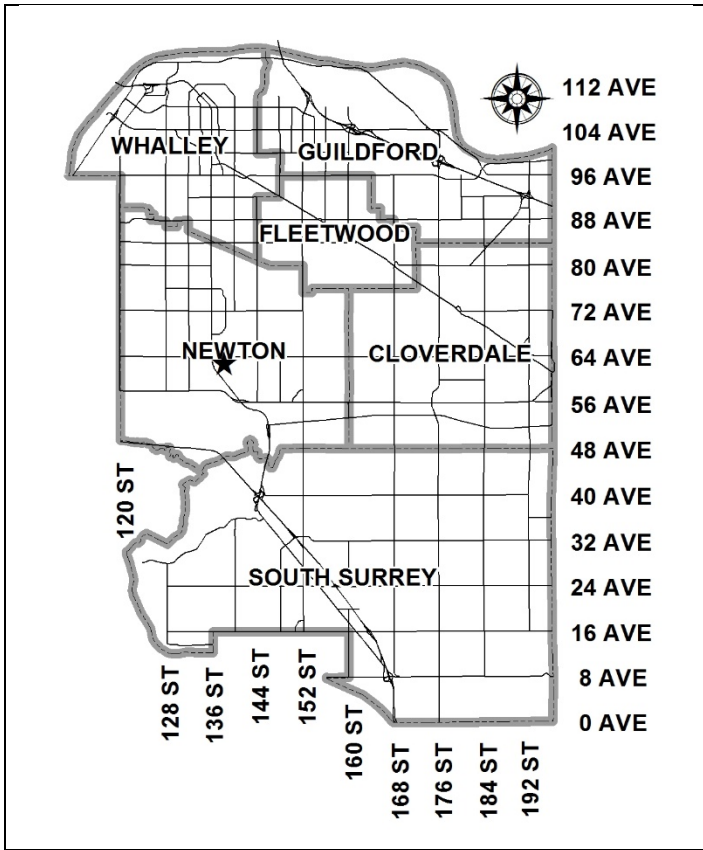 112 AVE
104 AVE
WHALLEY
GUILDFORD
96 AVE
88 AVE
FLEETWOOD
80 AVE
72 AVE
NEWTON
CLOVERDALE
64 AVE
56 AVE
48 AVE
120 ST
40 AVE
32 AVE
SOUTH SURREY
24 AVE
16 AVE
128 ST
136 ST
144 ST
152 ST
160 ST
8 AVE
0 AVE
168 ST
176 ST
184 ST
192 ST